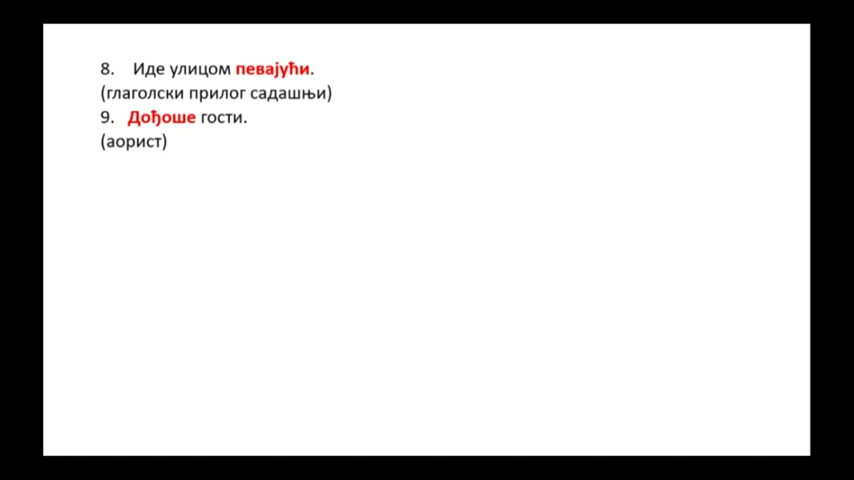 8. Иде улицом певајући.
(глаголски прилог садашњи)
9. Дођоше гости.
(аорист)